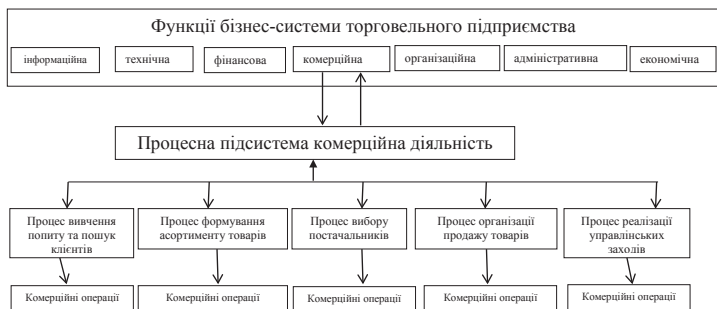 Функції бізнес-системи торговельного підприємства
інформаційна технічна фінансова комерційна організаційна адміністративна економічна
Процесна підсистема комерційна діяльність
Процес вивчення
попиту та пошук
клієнтів
Процес формування
асортименту товарів
Процес вибору
постачальників
Процес організації
продажу товарів
Процес реалізації
управлінських
заходів
Комерційні операції Комерційні операції Комерційні операції Комерційні операції Комерційні операції